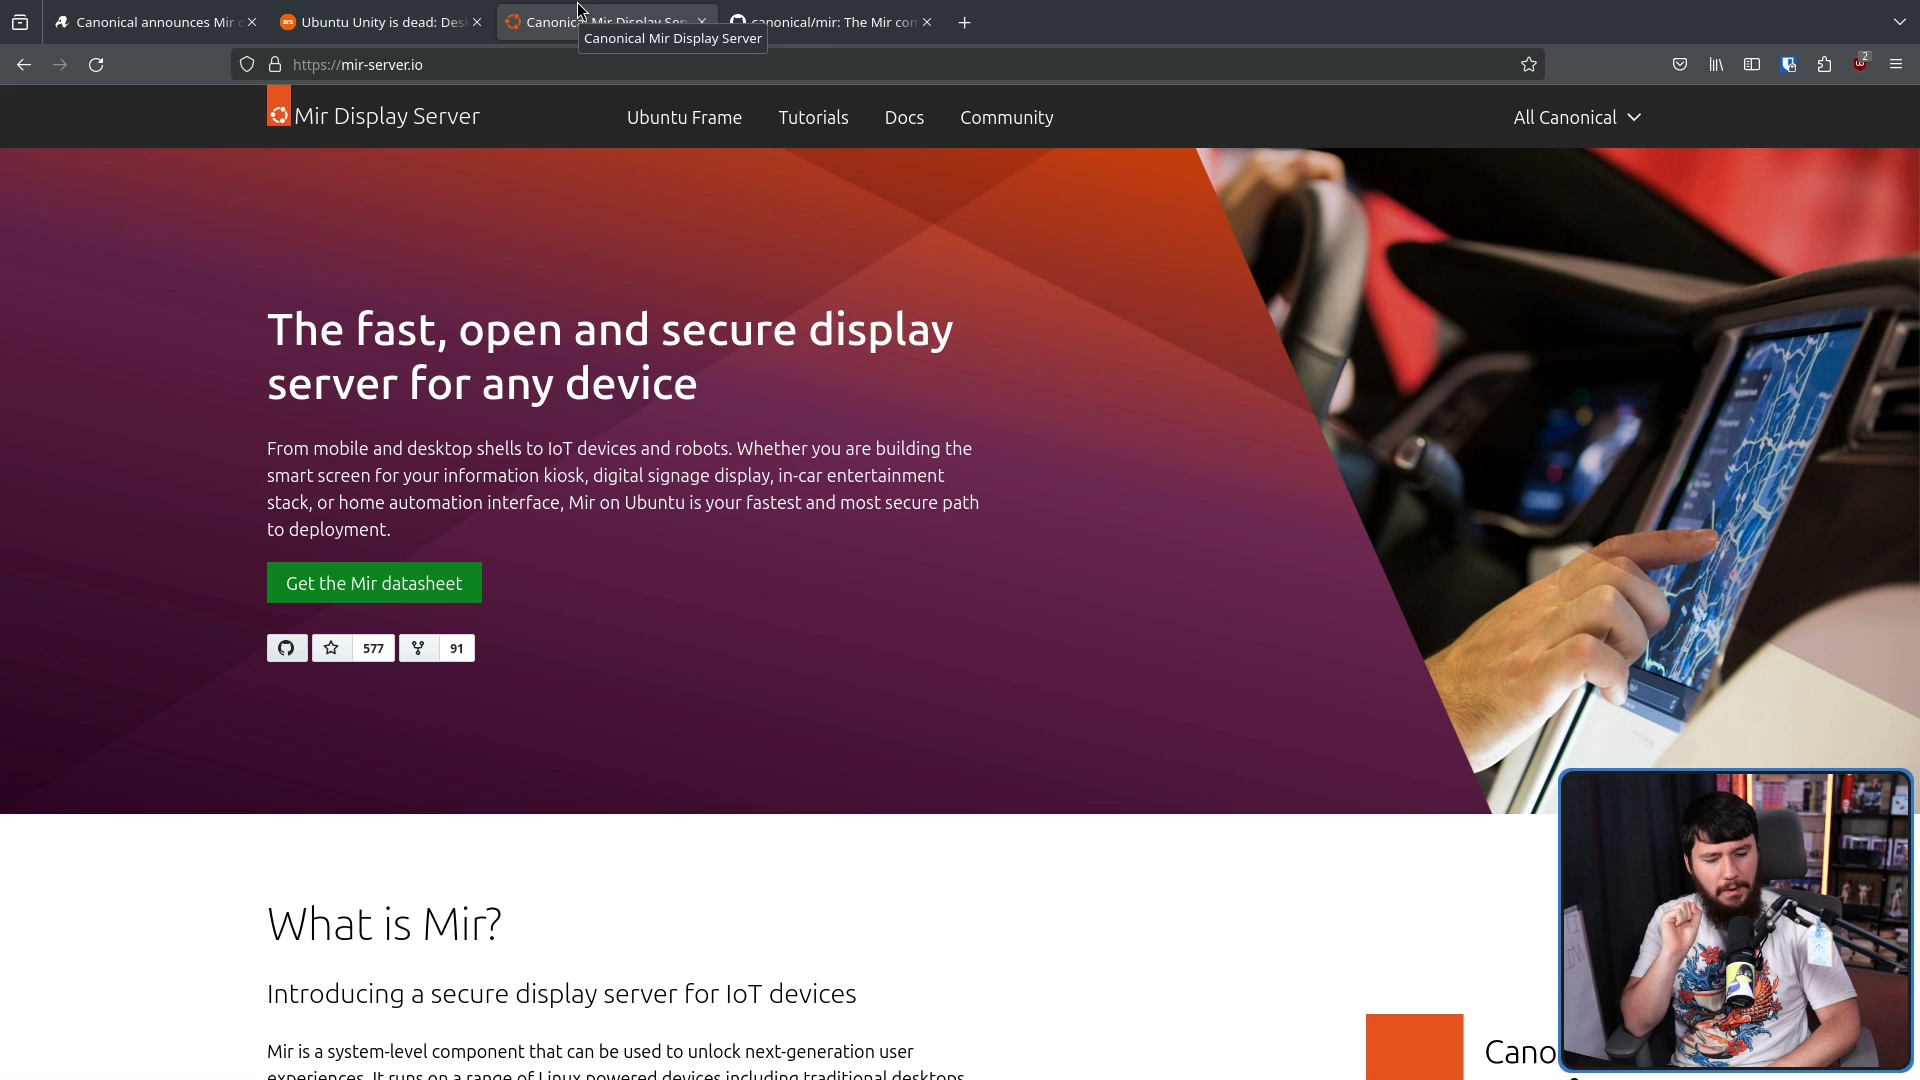 Canonical announces Mir
Ubuntu Unity is dead: Des
Canonical Mir Display Ser
canonical/mir: The Mir com
Canonical Mir Display Server
https://mir-server.io
2
Mir Display Server
Ubuntu Frame
Tutorials
Docs
Community
All Canonical
The fast, open and secure display
server for any device
From mobile and desktop shells to IoT devices and robots. Whether you are building the
smart screen for your information kiosk, digital signage display, in-car entertainment
stack, or home automation interface, Mir on Ubuntu is your fastest and most secure path
to deployment.
Get the Mir datasheet
577
91
What is Mir?
Introducing a secure display server for IoT devices
Mir is a system-level component that can be used to unlock next-generation user
experiences. It runs on a range of Linux powered devices including traditional desktops,
Cano